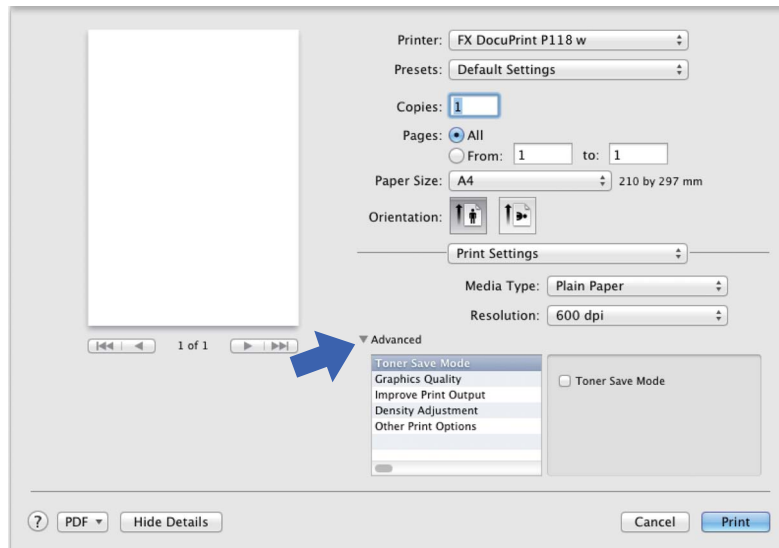 Printer: FX DocuPrint P118 w
Presets: Default Settings
Copies: 1
Pages: All
From: 1 to: 1
Paper Size: A4 210 by 297 mm
Orientation:
Print Settings
Media Type: Plain Paper
Resolution: 600 dpi
1 of 1
Advanced
Toner Save Mode
Graphics Quality
Improve Print Output
Density Adjustment
Other Print Options
Toner Save Mode
? PDF Hide Details Cancel Print